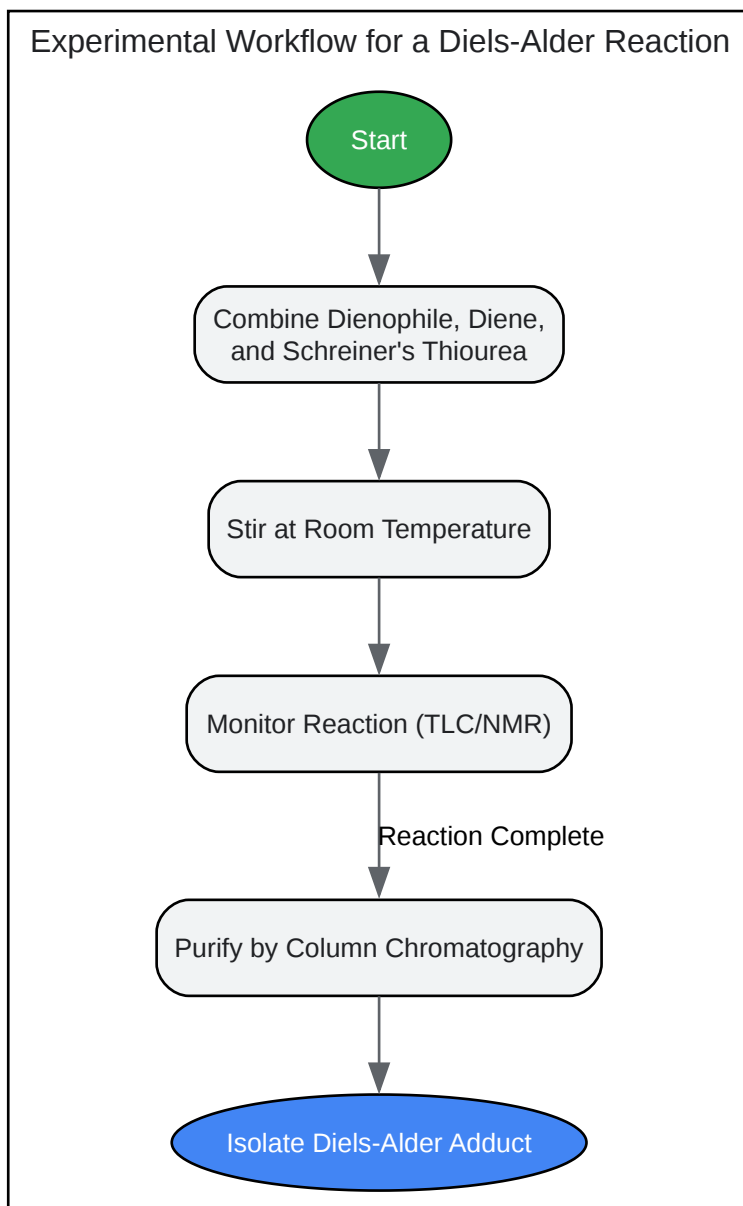 Experimental Workflow for a Diels-Alder Reaction
Start
Combine Dienophile, Diene,
and Schreiner's Thiourea
Stir at Room Temperature
Monitor Reaction (TLC/NMR)
Reaction Complete
Purify by Column Chromatography
Isolate Diels-Alder Adduct